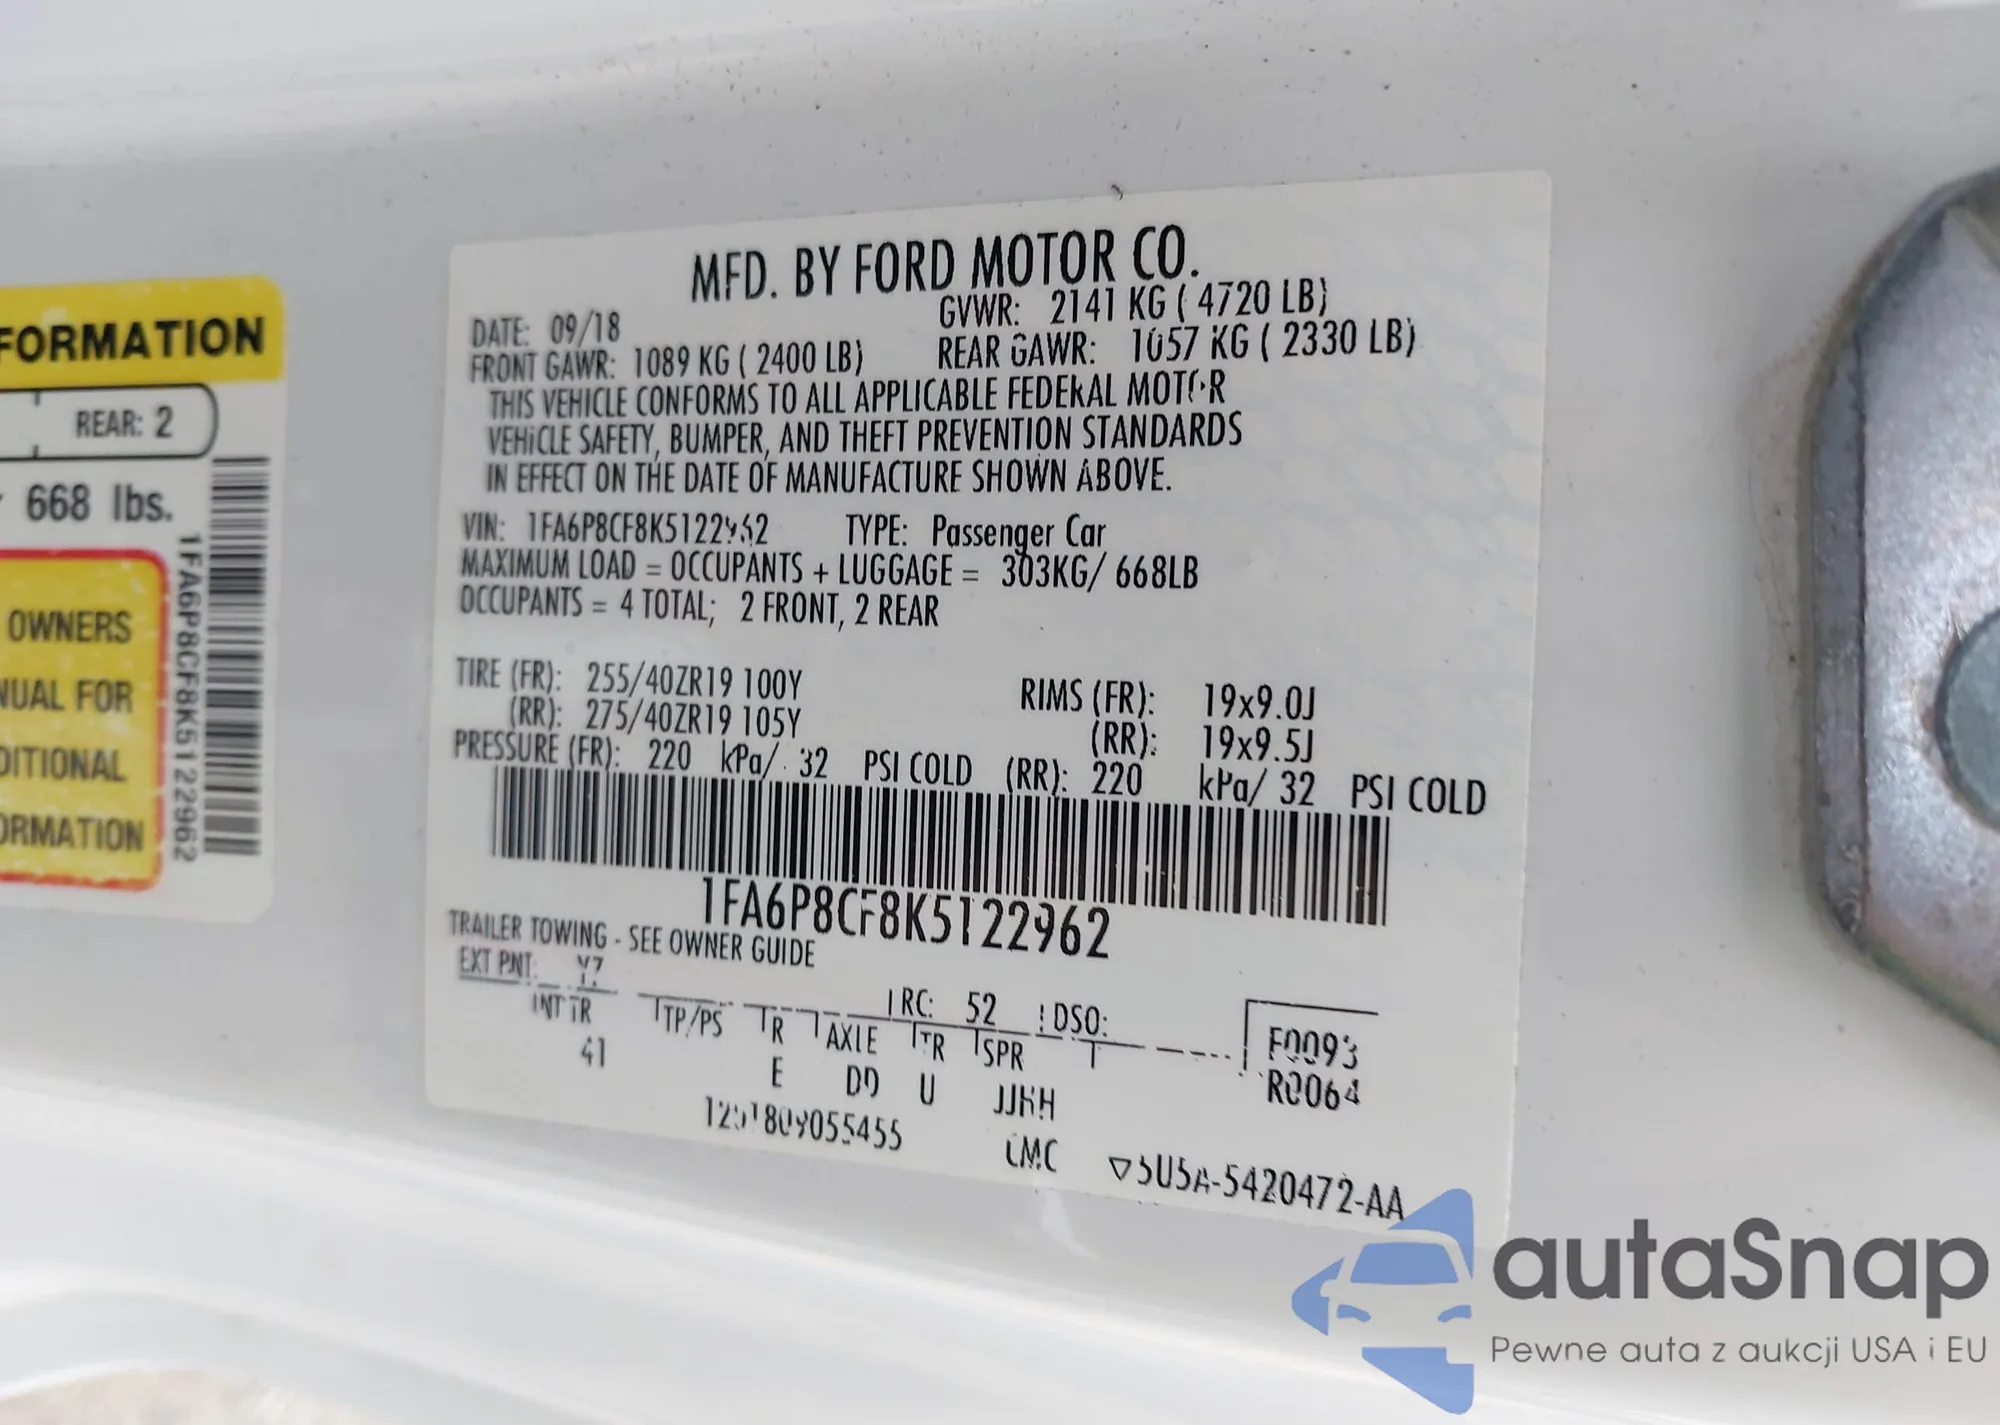 FORMATION
REAR: 2
668 lbs.
OWNERS
NUAL FOR
DITIONAL
ORMATION
1FA6P8CF8K5122962
MFD. BY FORD MOTOR CO.
DATE: 09/18
GVWR: 2141 KG ( 4720 LB)
FRONT GAWR: 1089 KG ( 2400 LB)
REAR GAWR: 1057 KG ( 2330 LB)
THIS VEHICLE CONFORMS TO ALL APPLICABLE FEDERAL MOTOR
VEHICLE SAFETY, BUMPER, AND THEFT PREVENTION STANDARDS
IN EFFECT ON THE DATE OF MANUFACTURE SHOWN ABOVE.
VIN: 1FA6P8CF8K5122962 TYPE: Passenger Car
MAXIMUM LOAD = OCCUPANTS + LUGGAGE = 303KG/ 668LB
OCCUPANTS = 4 TOTAL; 2 FRONT, 2 REAR
TIRE (FR): 255/40ZR19 100Y RIMS (FR): 19x9.0J
(RR): 275/40ZR19 105Y (RR): 19x9.5J
PRESSURE (FR): 220 kPa/ 32 PSI COLD (RR): 220 kPa/ 32 PSI COLD
1FA6P8CF8K5122962
TRAILER TOWING - SEE OWNER GUIDE
EXT PNT: YZ RC: 52 DSO:
INT TR TP/PS R AXLE TR SPR F0093
41 E DD U R0064
5U5A-5420472-AA
autaSnap
Pewne auta z aukcji USA i EU